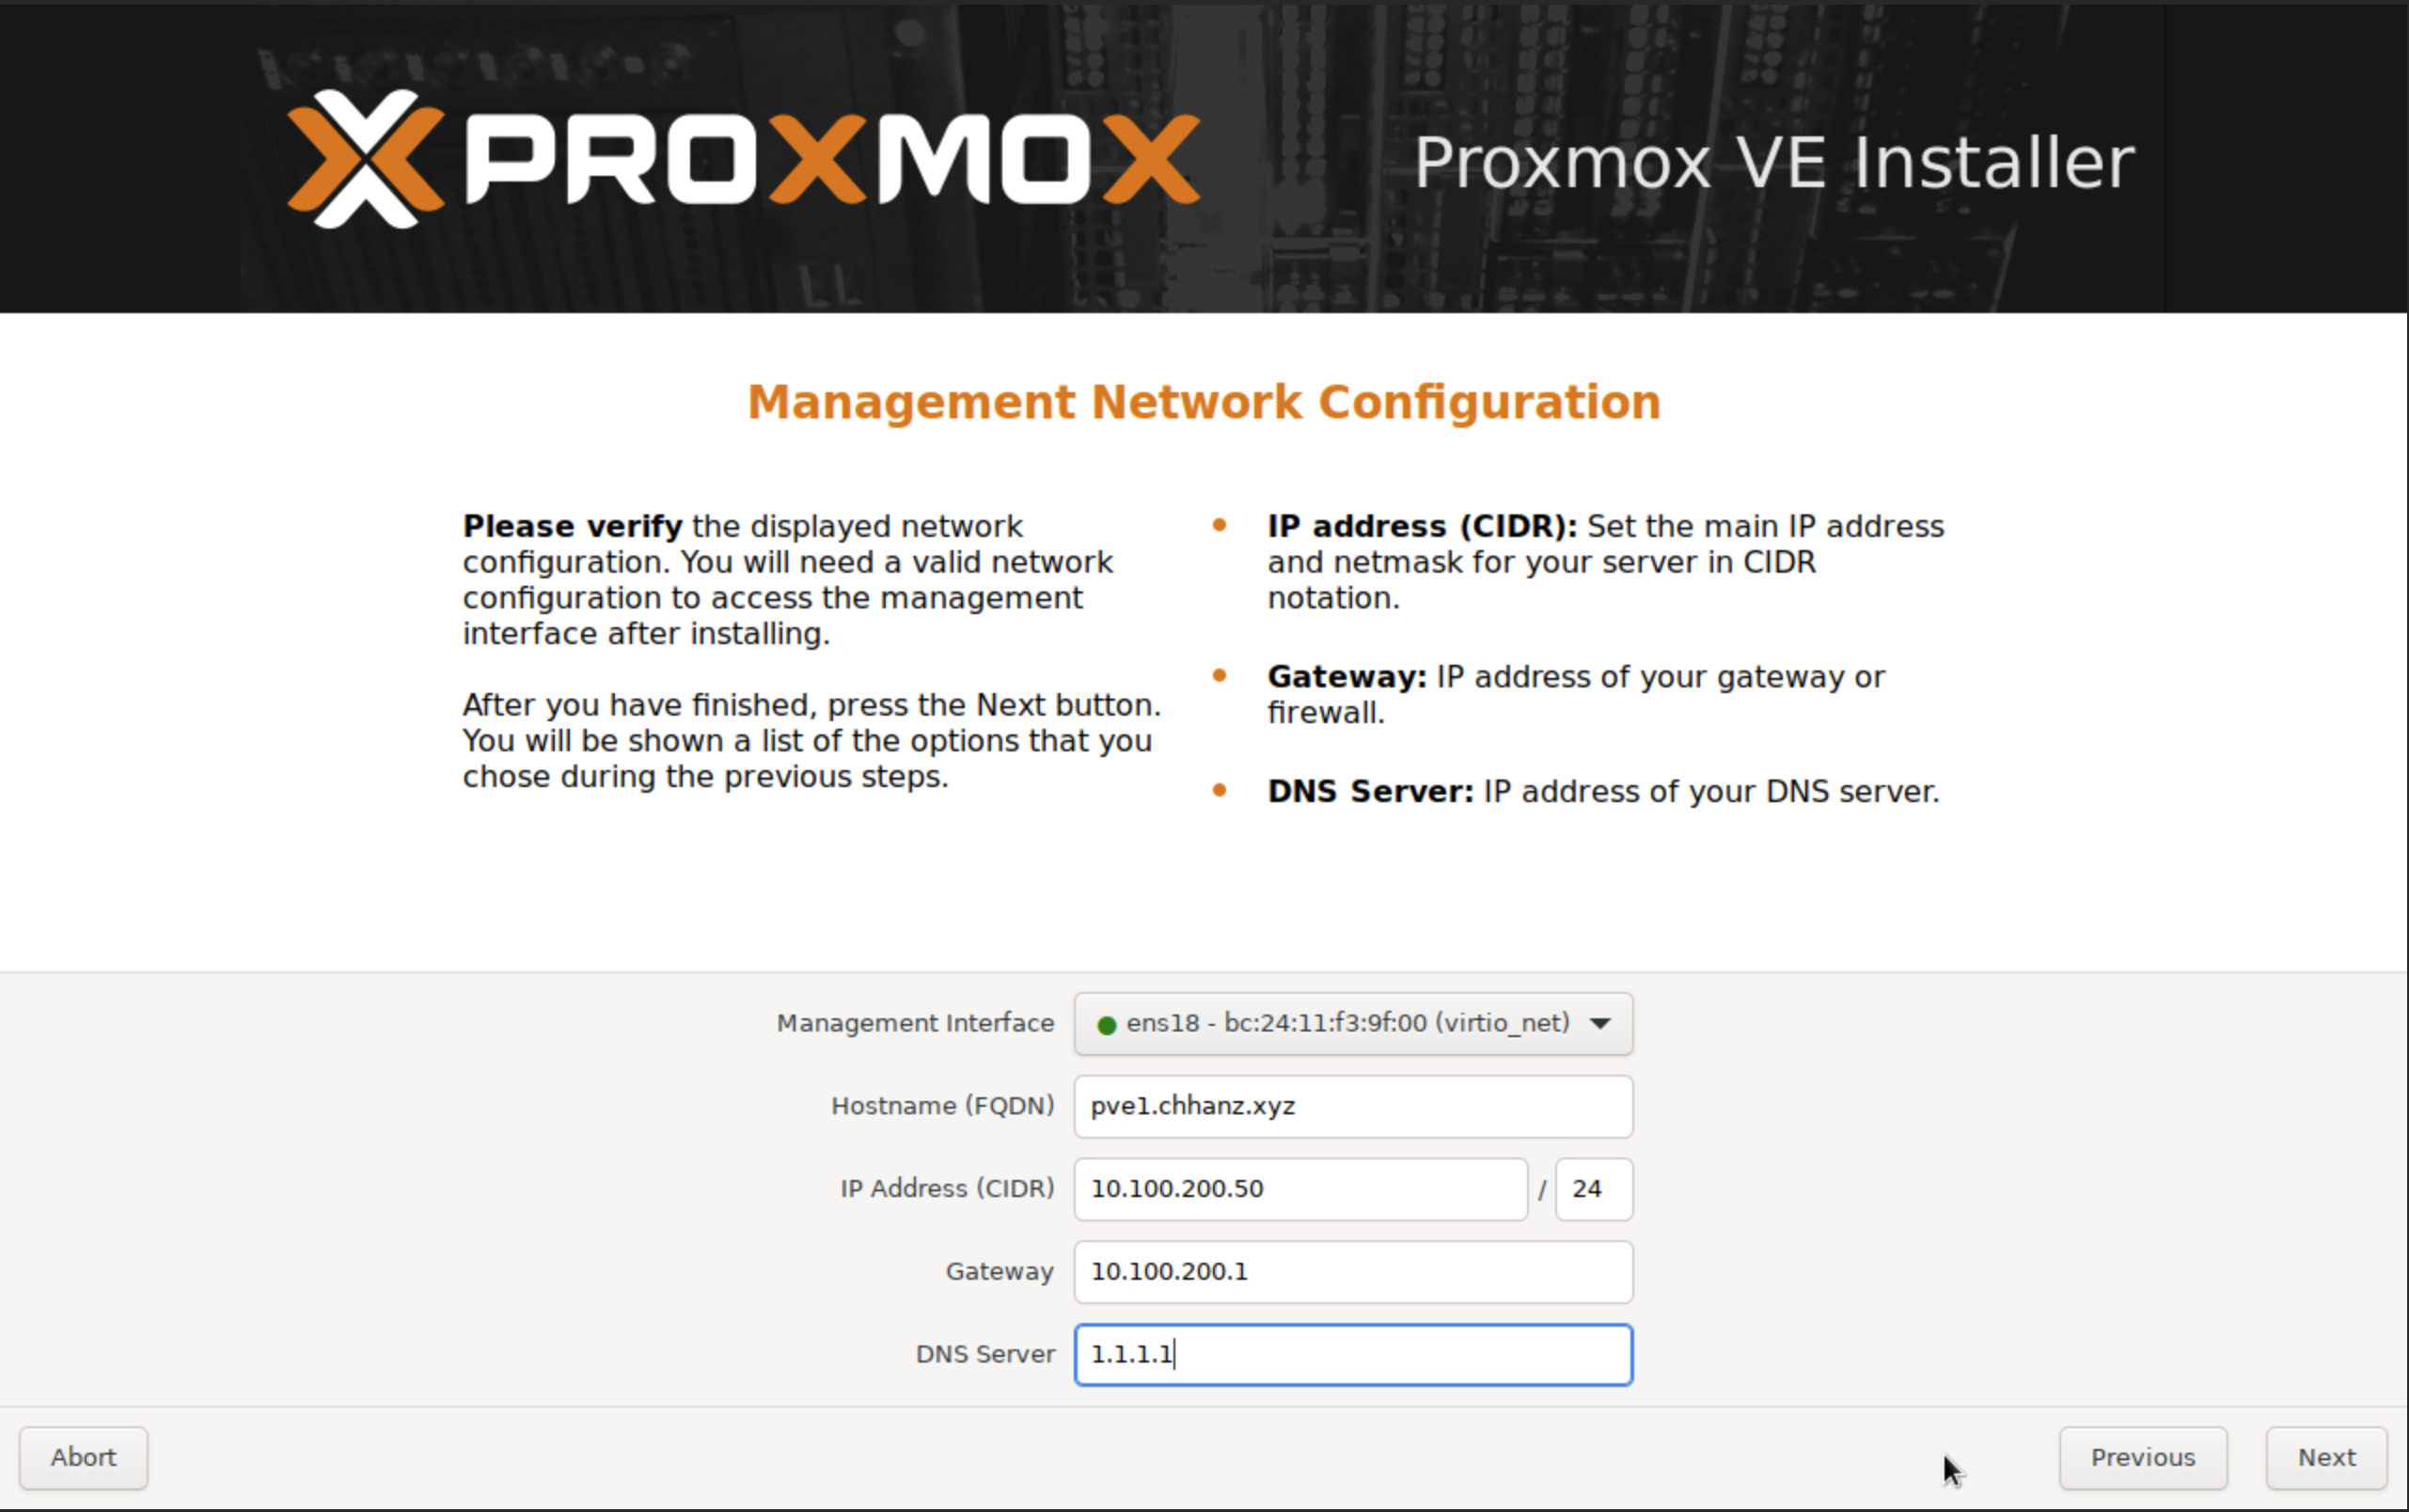 PROXMOX
Proxmox VE Installer
Management Network Configuration
Please verify the displayed network
configuration. You will need a valid network
configuration to access the management
interface after installing.
After you have finished, press the Next button.
You will be shown a list of the options that you
chose during the previous steps.
IP address (CIDR): Set the main IP address
and netmask for your server in CIDR
notation.
Gateway: IP address of your gateway or
firewall.
DNS Server: IP address of your DNS server.
Management Interface ens18 - bc:24:11:f3:9f:00 (virtio_net)
Hostname (FQDN) pve1.chhanz.xyz
IP Address (CIDR) 10.100.200.50 / 24
Gateway 10.100.200.1
DNS Server 1.1.1.1
Abort Previous Next